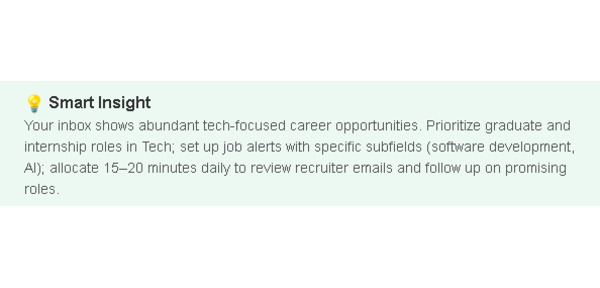 💡 Smart Insight
Your inbox shows abundant tech-focused career opportunities. Prioritize graduate and
internship roles in Tech; set up job alerts with specific subfields (software development,
AI); allocate 15–20 minutes daily to review recruiter emails and follow up on promising
roles.